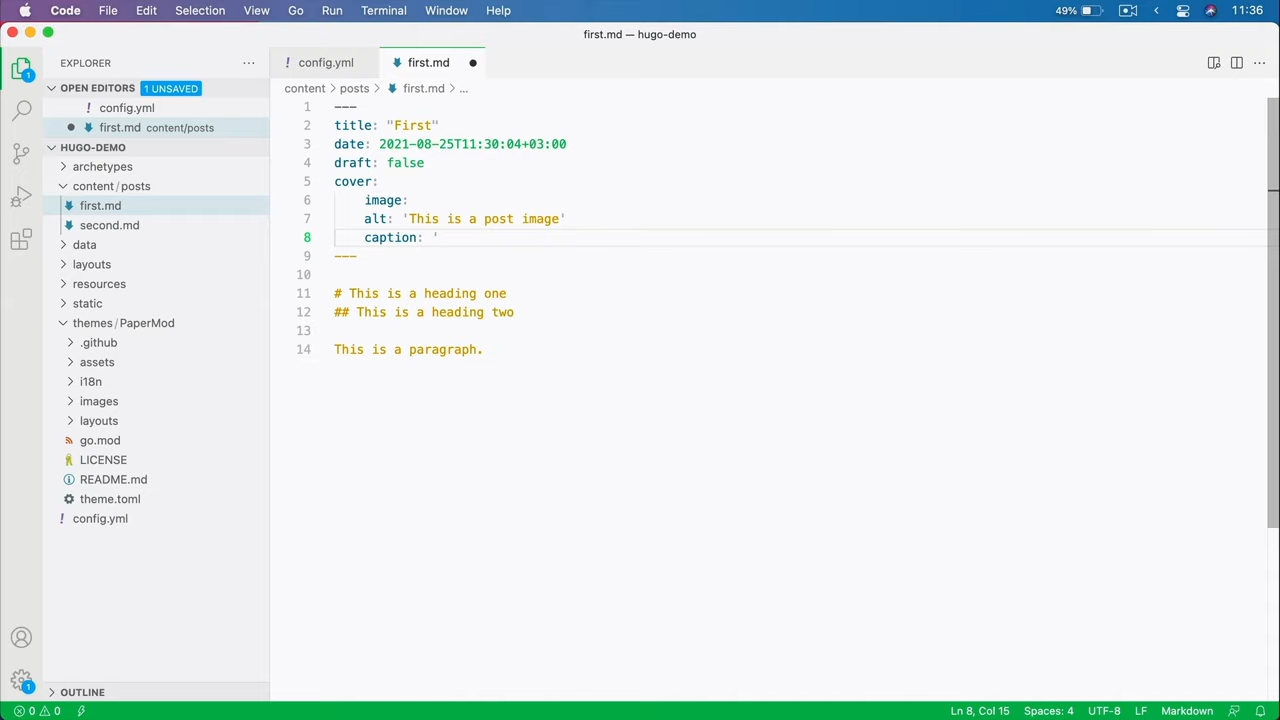 Code File Edit Selection View Go Run Terminal Window Help 49% 11:36
first.md — hugo-demo
EXPLORER
OPEN EDITORS 1 UNSAVED
config.yml
first.md content/posts
HUGO-DEMO
archetypes
content/posts
first.md
second.md
data
layouts
resources
static
themes/PaperMod
.github
assets
i18n
images
layouts
go.mod
LICENSE
README.md
theme.toml
config.yml
OUTLINE
config.yml first.md
content > posts > first.md > ...
1 ---
2 title: "First"
3 date: 2021-08-25T11:30:04+03:00
4 draft: false
5 cover:
6 image:
7 alt: 'This is a post image'
8 caption: '
9 ---
10
11 # This is a heading one
12 ## This is a heading two
13
14 This is a paragraph.
1
1
0 0 Ln 8, Col 15 Spaces: 4 UTF-8 LF Markdown